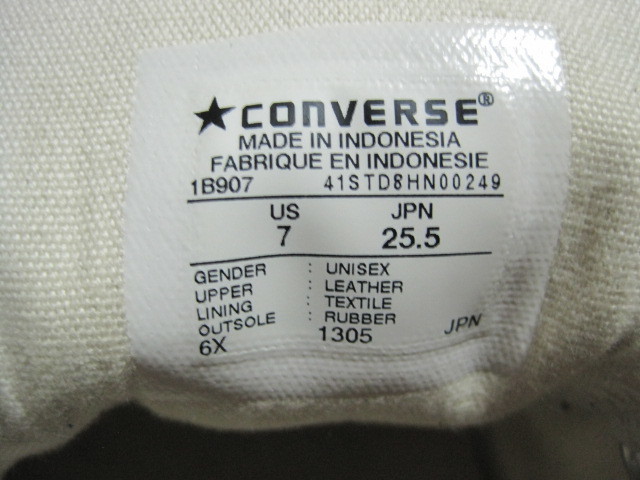 ★CONVERSE®
MADE IN INDONESIA
FABRIQUE EN INDONESIE
1B907 41STD8HN00249
US JPN
7 25.5
GENDER : UNISEX
UPPER : LEATHER
LINING : TEXTILE
OUTSOLE : RUBBER JPN
6X 1305